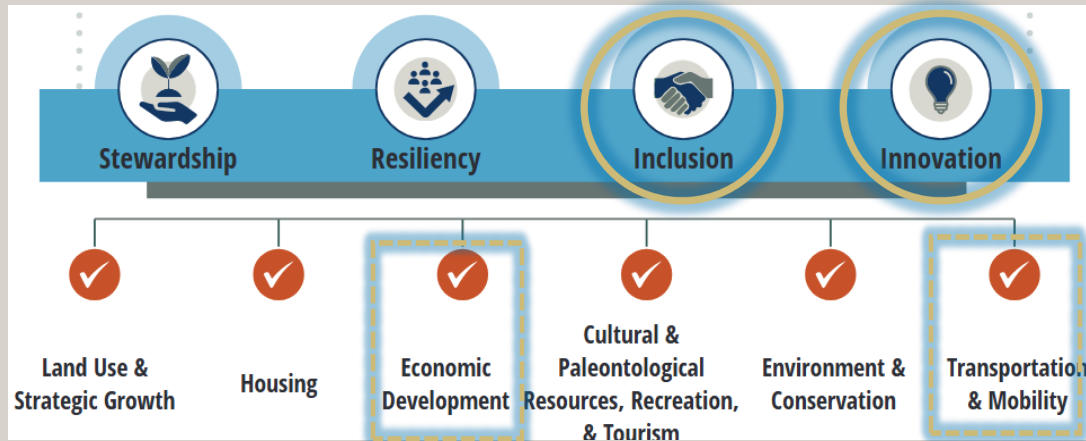 Stewardship
Resiliency
Inclusion
Innovation
Land Use &
Strategic Growth
Housing
Economic
Development
Cultural &
Paleontological
Resources, Recreation,
& Tourism
Environment &
Conservation
Transportation
& Mobility